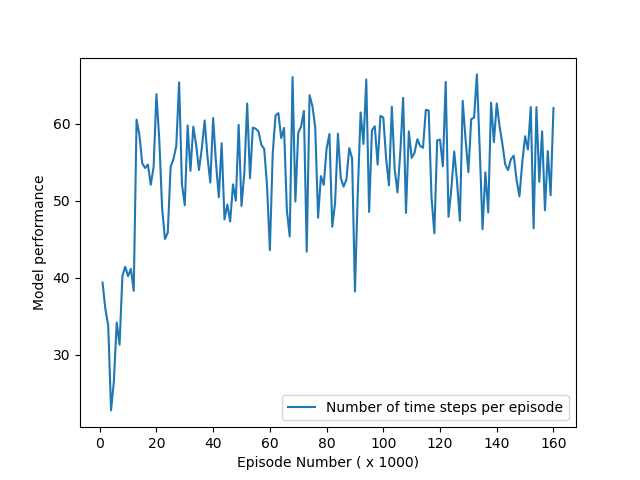 60
50
40
30
Model performance
Number of time steps per episode
0 20 40 60 80 100 120 140 160
Episode Number ( x 1000)